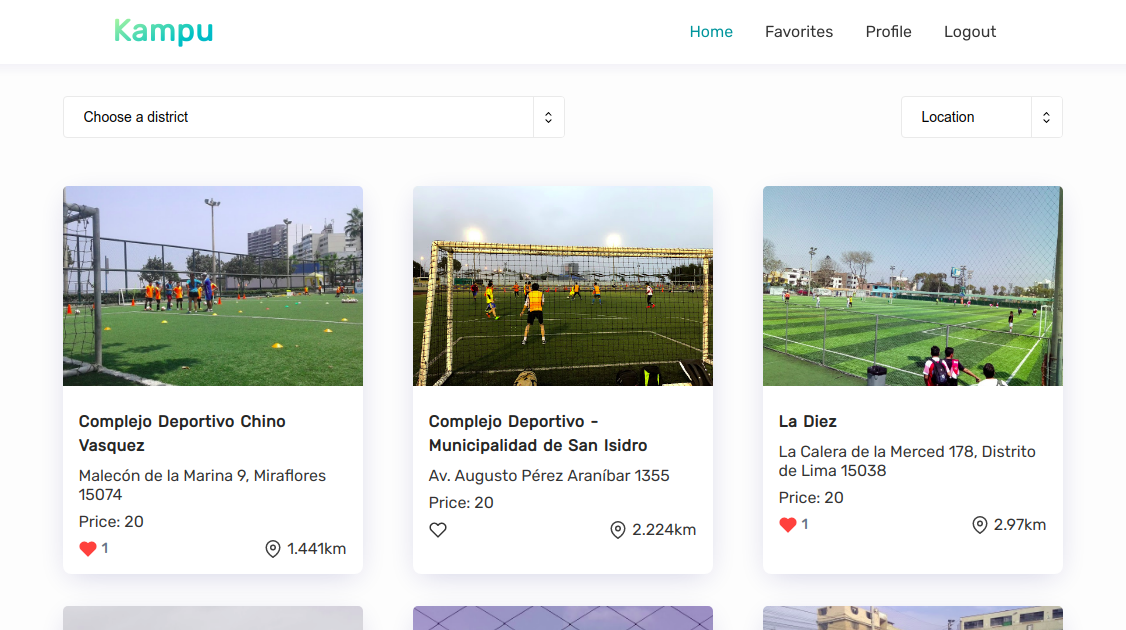 Kampu
Home Favorites Profile Logout
Choose a district
Location
Complejo Deportivo Chino
Vasquez
Malecón de la Marina 9, Miraflores
15074
Price: 20
1 1.441km
Complejo Deportivo -
Municipalidad de San Isidro
Av. Augusto Pérez Araníbar 1355
Price: 20
2.224km
La Diez
La Calera de la Merced 178, Distrito
de Lima 15038
Price: 20
1 2.97km